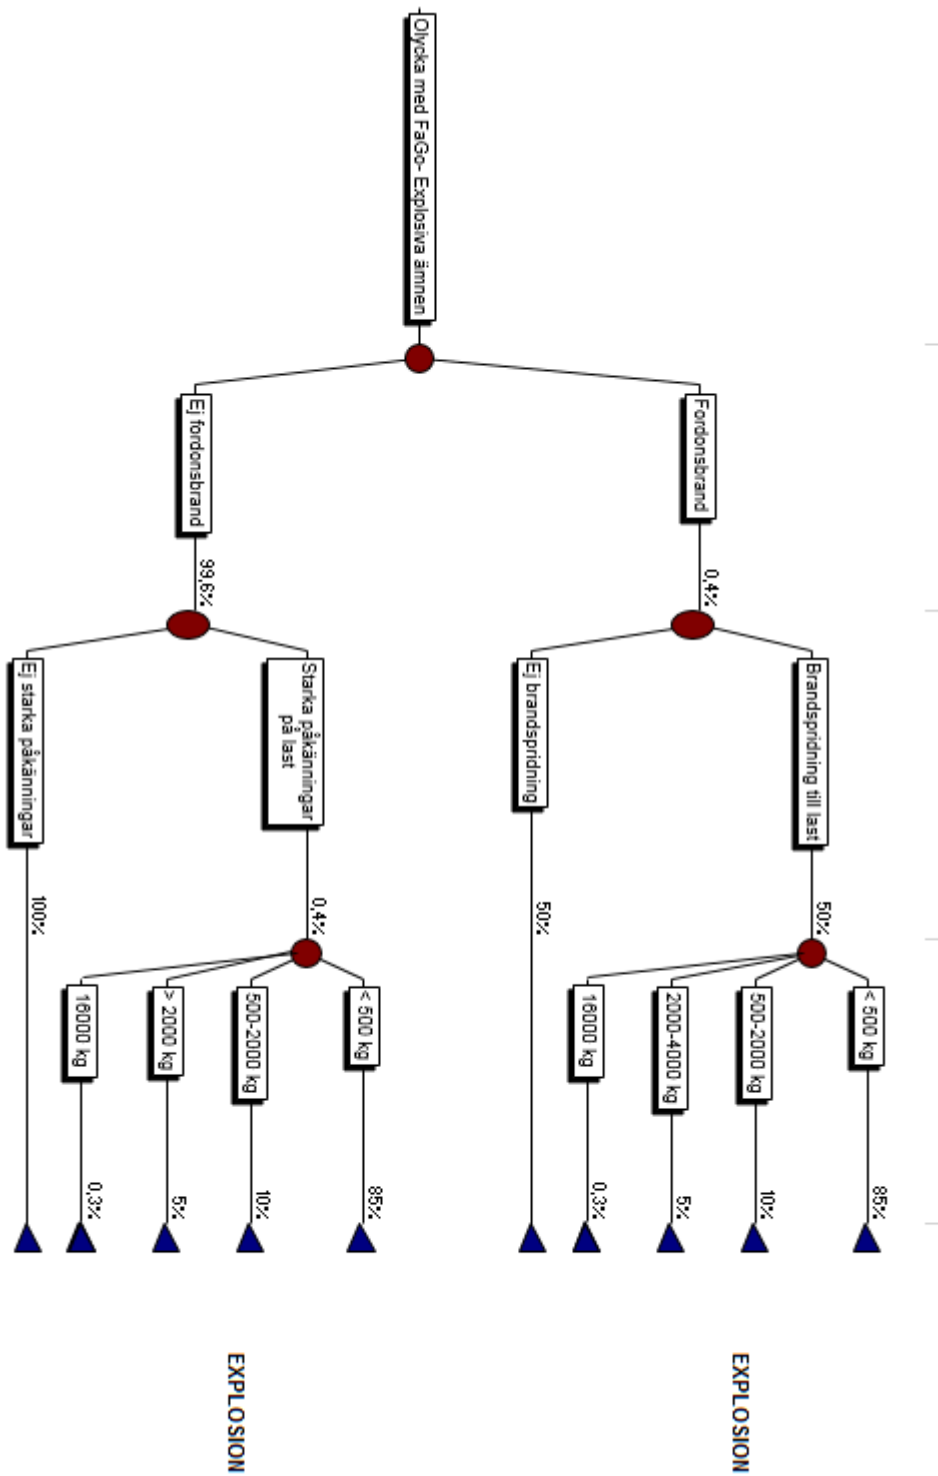 Olycka med FaGo- Explosiva ämnen
Fordonsbrand
0,4%
Brandspridning till last
50%
< 500 kg
85%
500-2000 kg
10%
2000-4000 kg
5%
16000 kg
0,3%
Ej brandspridning
50%
EXPLOSION
Ej fordonsbrand
99,6%
Starka påkänningar
på last
0,4%
< 500 kg
85%
500-2000 kg
10%
> 2000 kg
5%
16000 kg
0,3%
Ej starka påkänningar
100%
EXPLOSION